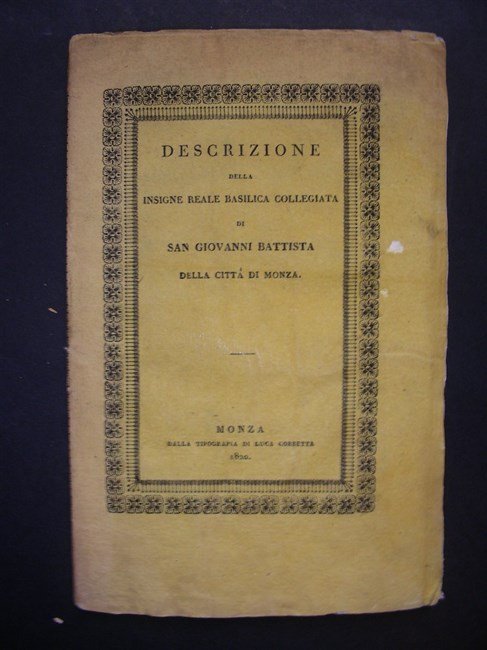 DESCRIZIONE
DELLA
INSIGNE REALE BASILICA COLLEGIATA
DI
SAN GIOVANNI BATTISTA
DELLA CITTÁ DI MONZA.
MONZA
DALLA TIPOGRAFIA DI LUCA CORBETTA
1820.